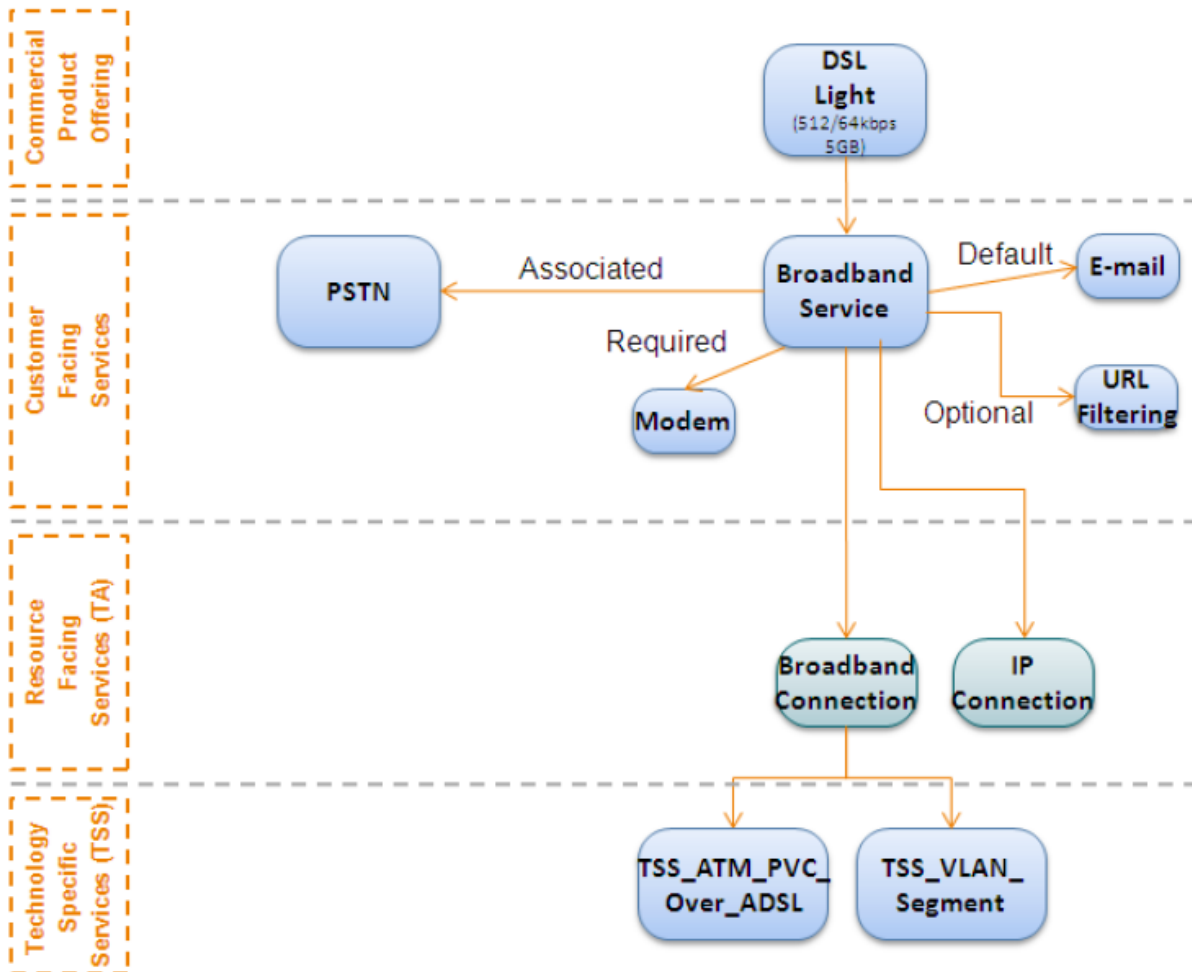 Commercial
Product
Offering
DSL
Light
(512/64kbps
5GB)
Customer
Facing
Services
PSTN
Associated
Broadband
Service
Default
E-mail
Required
Modem
Optional
URL
Filtering
Resource
Facing
Services (TA)
Broadband
Connection
IP
Connection
Technology
Specific
Services (TSS)
TSS_ATM_PVC_
Over_ADSL
TSS_VLAN_
Segment